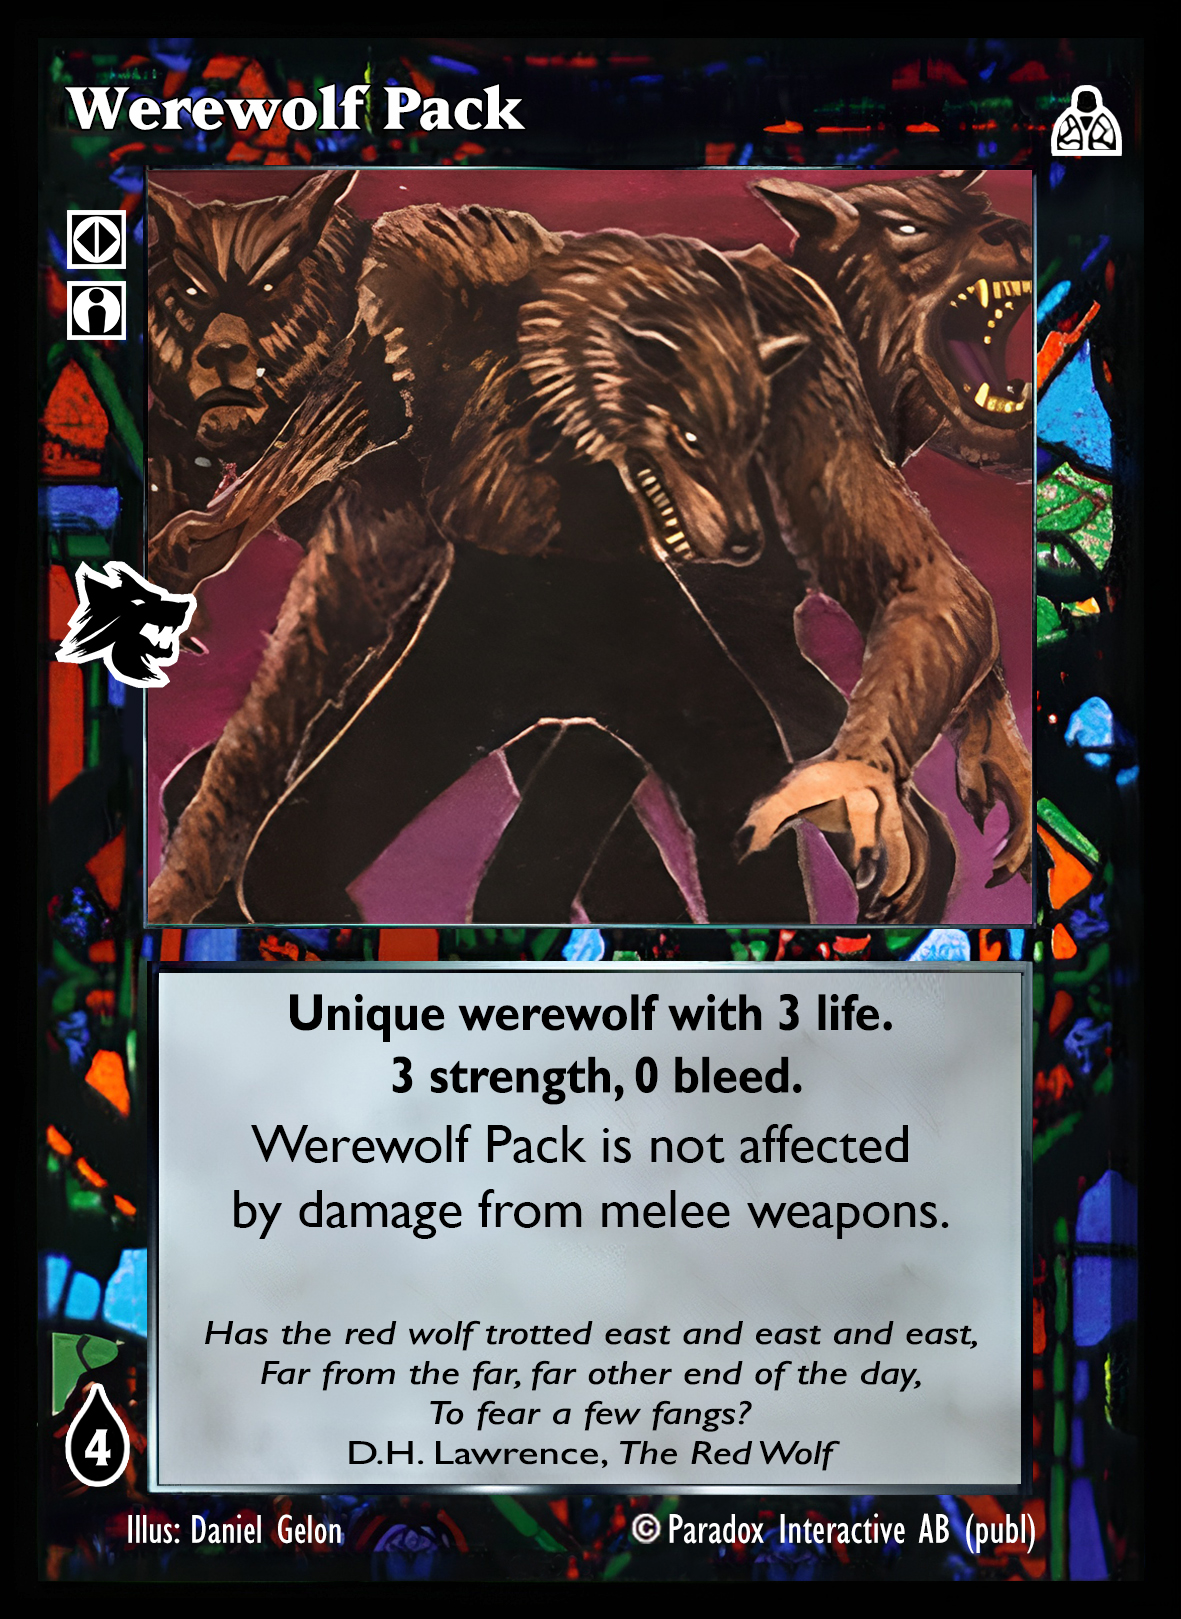 Werewolf Pack
Unique werewolf with 3 life.
3 strength, 0 bleed.
Werewolf Pack is not affected
by damage from melee weapons.
Has the red wolf trotted east and east and east,
Far from the far, far other end of the day,
To fear a few fangs?
D.H. Lawrence, The Red Wolf
4
Illus: Daniel Gelon
© Paradox Interactive AB (publ)